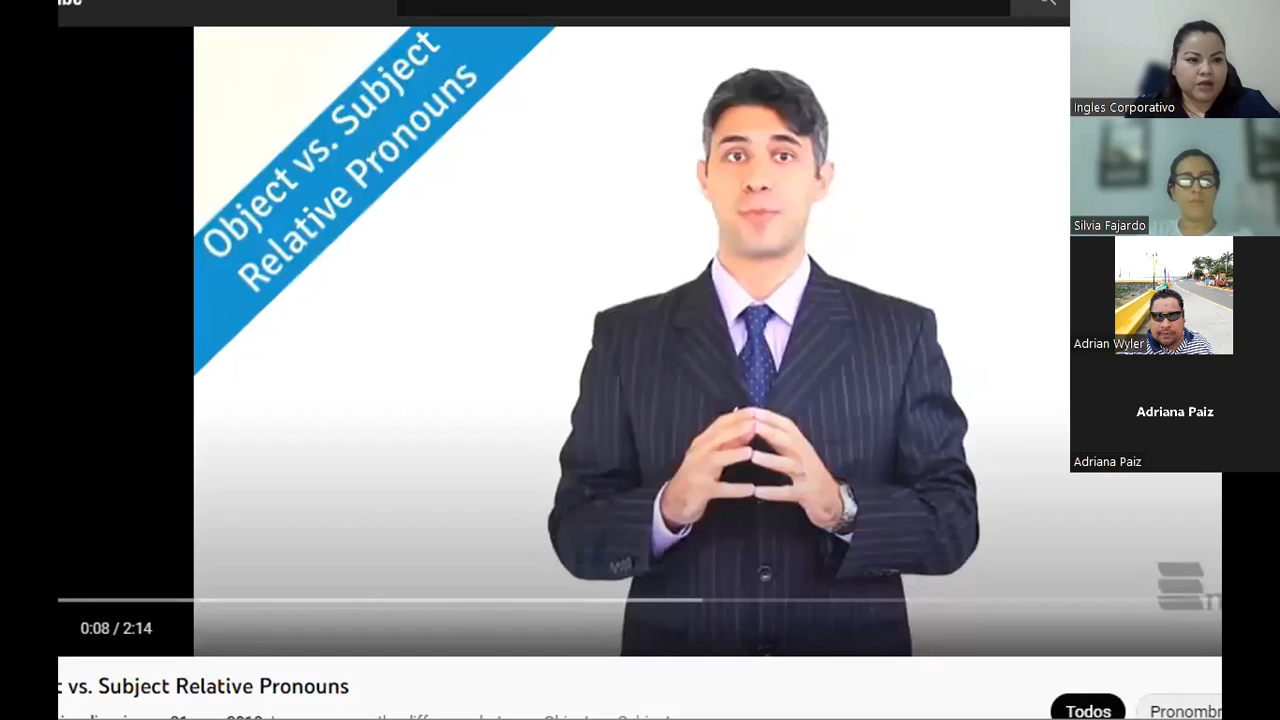 Object vs. Subject
Relative Pronouns
Ingles Corporativo
Silvia Fajardo
Adrian Wyler
Adriana Paiz
Adriana Paiz
0:08 / 2:14
vs. Subject Relative Pronouns
Todos
Pronombr